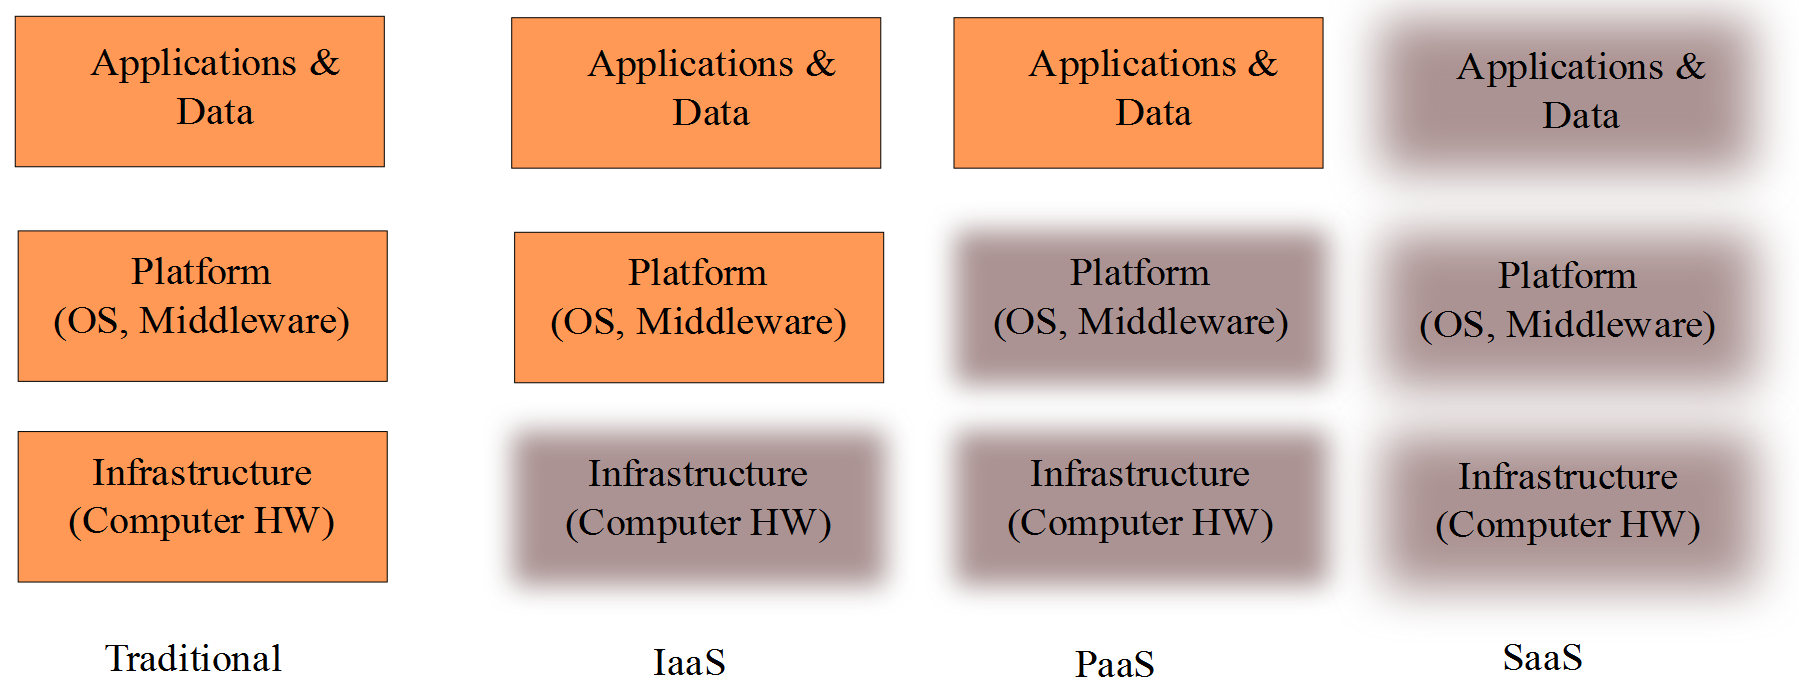 Applications &
Data
Applications &
Data
Applications &
Data
Applications &
Data
Platform
(OS, Middleware)
Platform
(OS, Middleware)
Platform
(OS, Middleware)
Platform
(OS, Middleware)
Infrastructure
(Computer HW)
Infrastructure
(Computer HW)
Infrastructure
(Computer HW)
Infrastructure
(Computer HW)
Traditional
IaaS
PaaS
SaaS